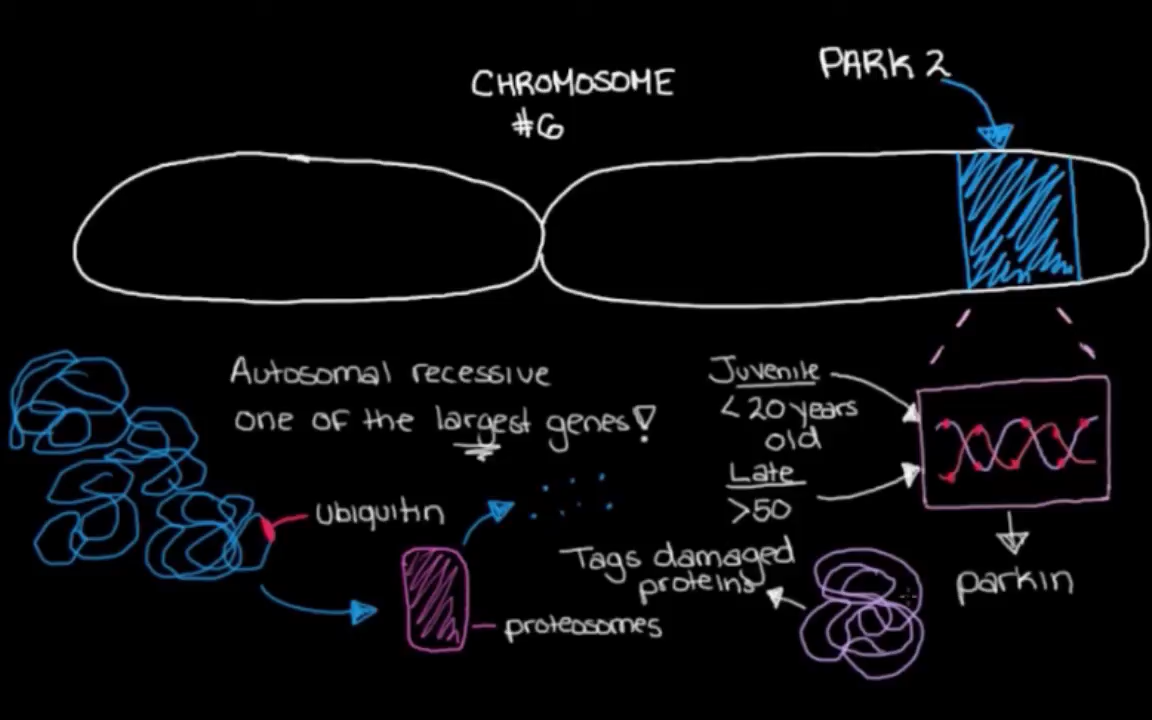 CHROMOSOME
#6
PARK 2
Autosomal recessive
one of the largest genes!
Juvenile
< 20 years
old
Late
>50
ubiquitin
Tags damaged
proteins
parkin
proteosomes